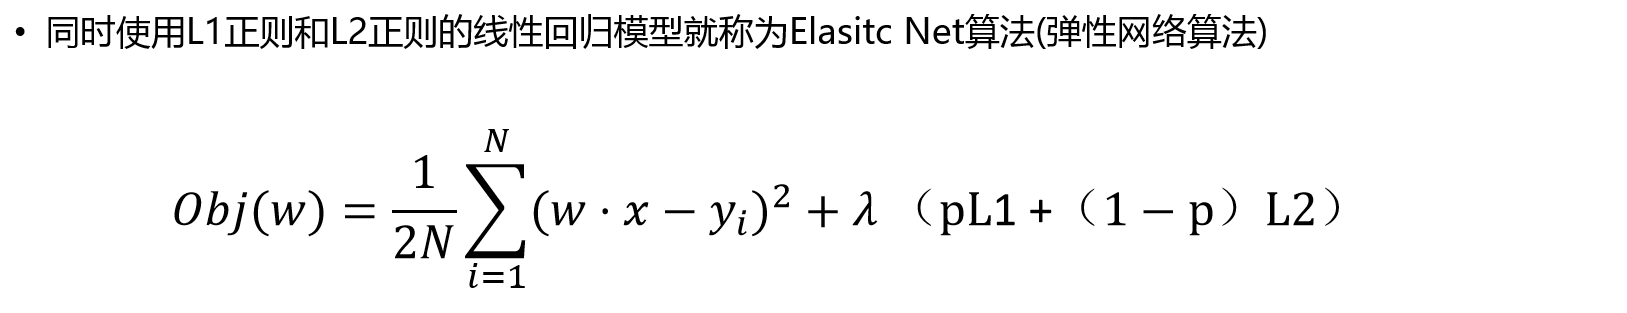 • 同时使用L1正则和L2正则的线性回归模型就称为Elasitc Net算法(弹性网络算法)
Obj(w) = \frac{1}{2N} \sum_{i=1}^{N} (w · x − y_i)^2 + λ（pL1 +（1 − p）L2）